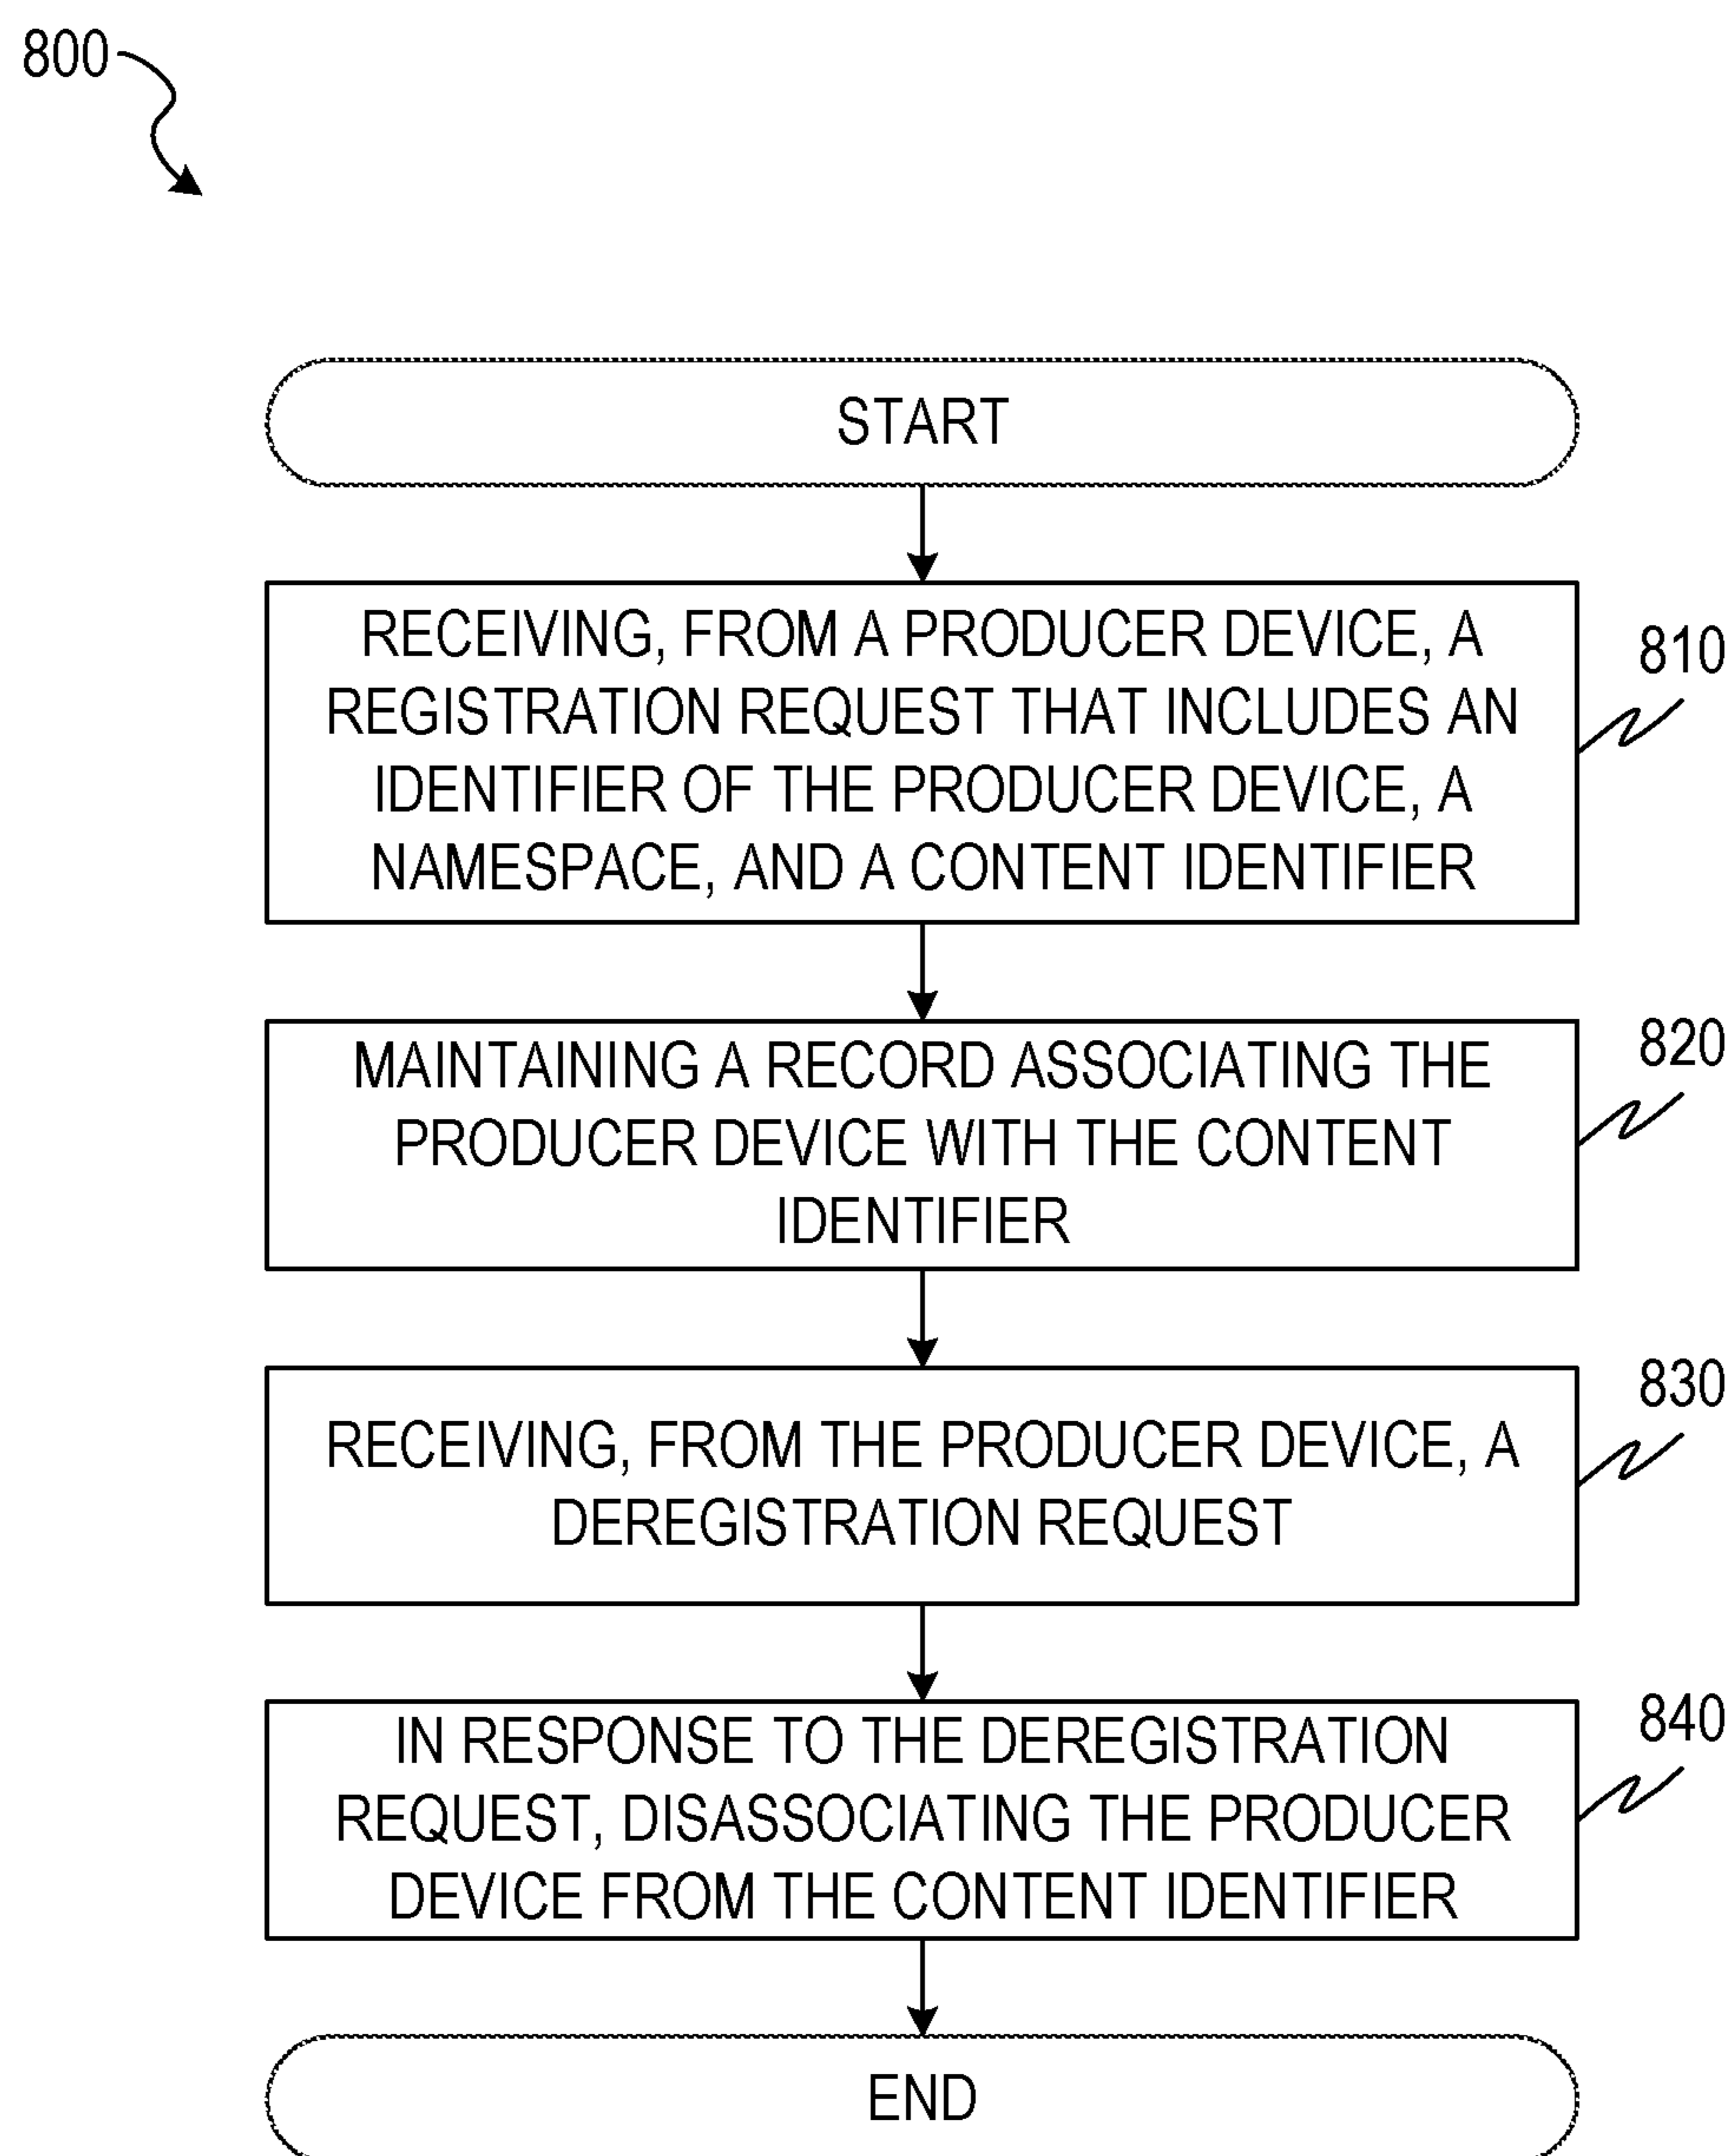 800
START
RECEIVING, FROM A PRODUCER DEVICE, A
REGISTRATION REQUEST THAT INCLUDES AN
IDENTIFIER OF THE PRODUCER DEVICE, A
NAMESPACE, AND A CONTENT IDENTIFIER
810
MAINTAINING A RECORD ASSOCIATING THE
PRODUCER DEVICE WITH THE CONTENT
IDENTIFIER
820
RECEIVING, FROM THE PRODUCER DEVICE, A
DEREGISTRATION REQUEST
830
IN RESPONSE TO THE DEREGISTRATION
REQUEST, DISASSOCIATING THE PRODUCER
DEVICE FROM THE CONTENT IDENTIFIER
840
END